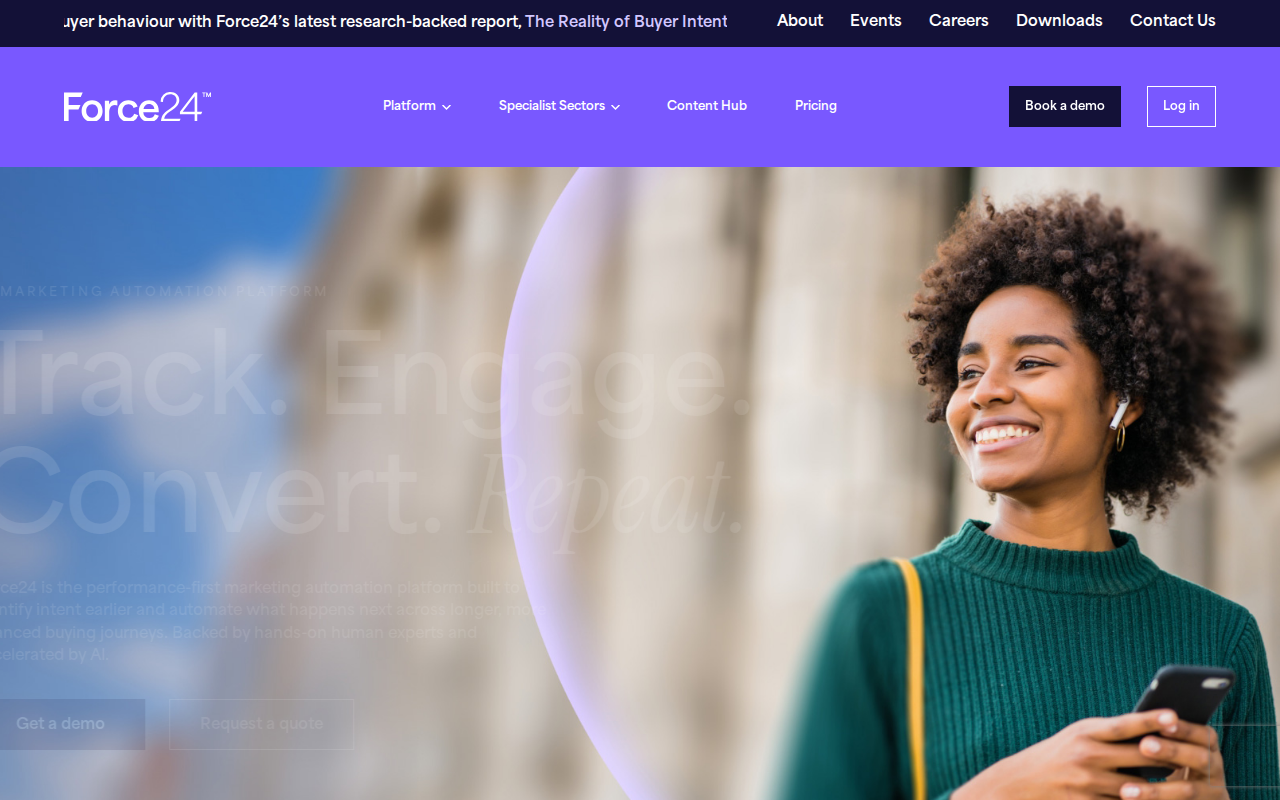 uyer behaviour with Force24's latest research-backed report, The Reality of Buyer Intent
About Events Careers Downloads Contact Us
Force24™
Platform Specialist Sectors Content Hub Pricing
Book a demo Log in
MARKETING AUTOMATION PLATFORM
Track. Engage.
Convert. Repeat.
rce24 is the performance-first marketing automation platform built to
ntify intent earlier and automate what happens next across longer, more
anced buying journeys. Backed by hands-on human experts and
celerated by AI.
Get a demo Request a quote